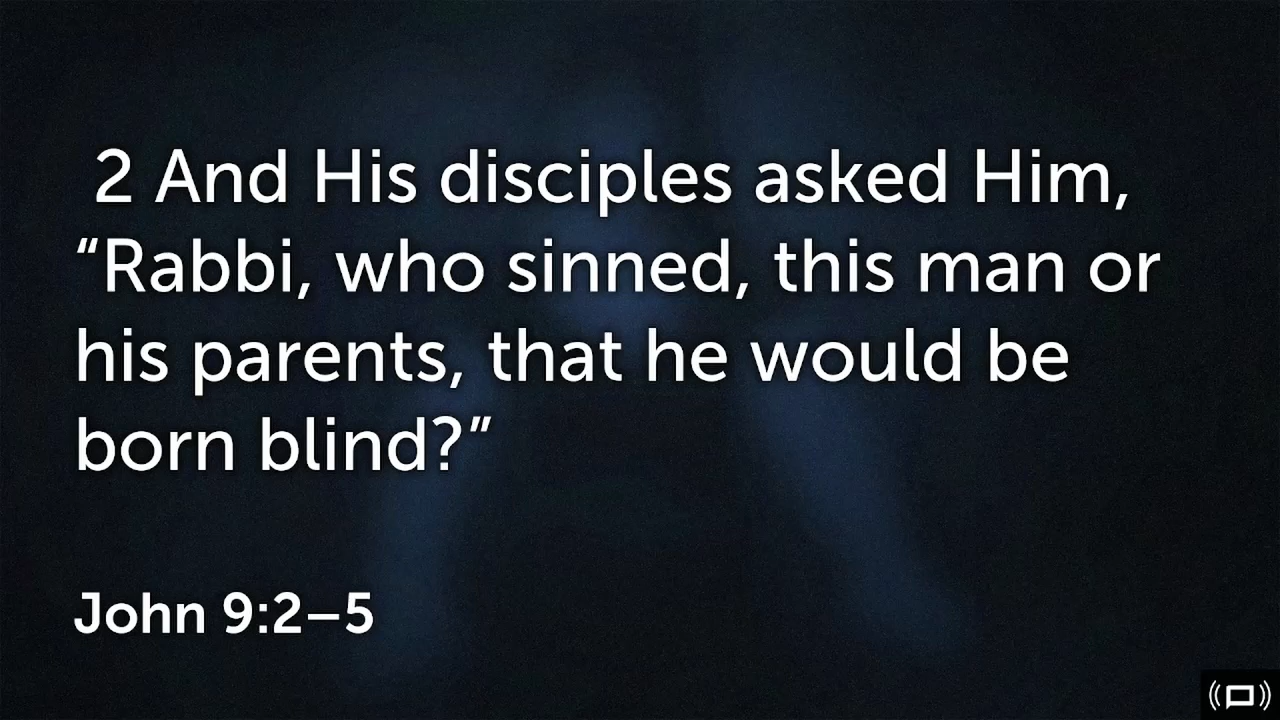 2 And His disciples asked Him,
“Rabbi, who sinned, this man or
his parents, that he would be
born blind?”
John 9:2–5